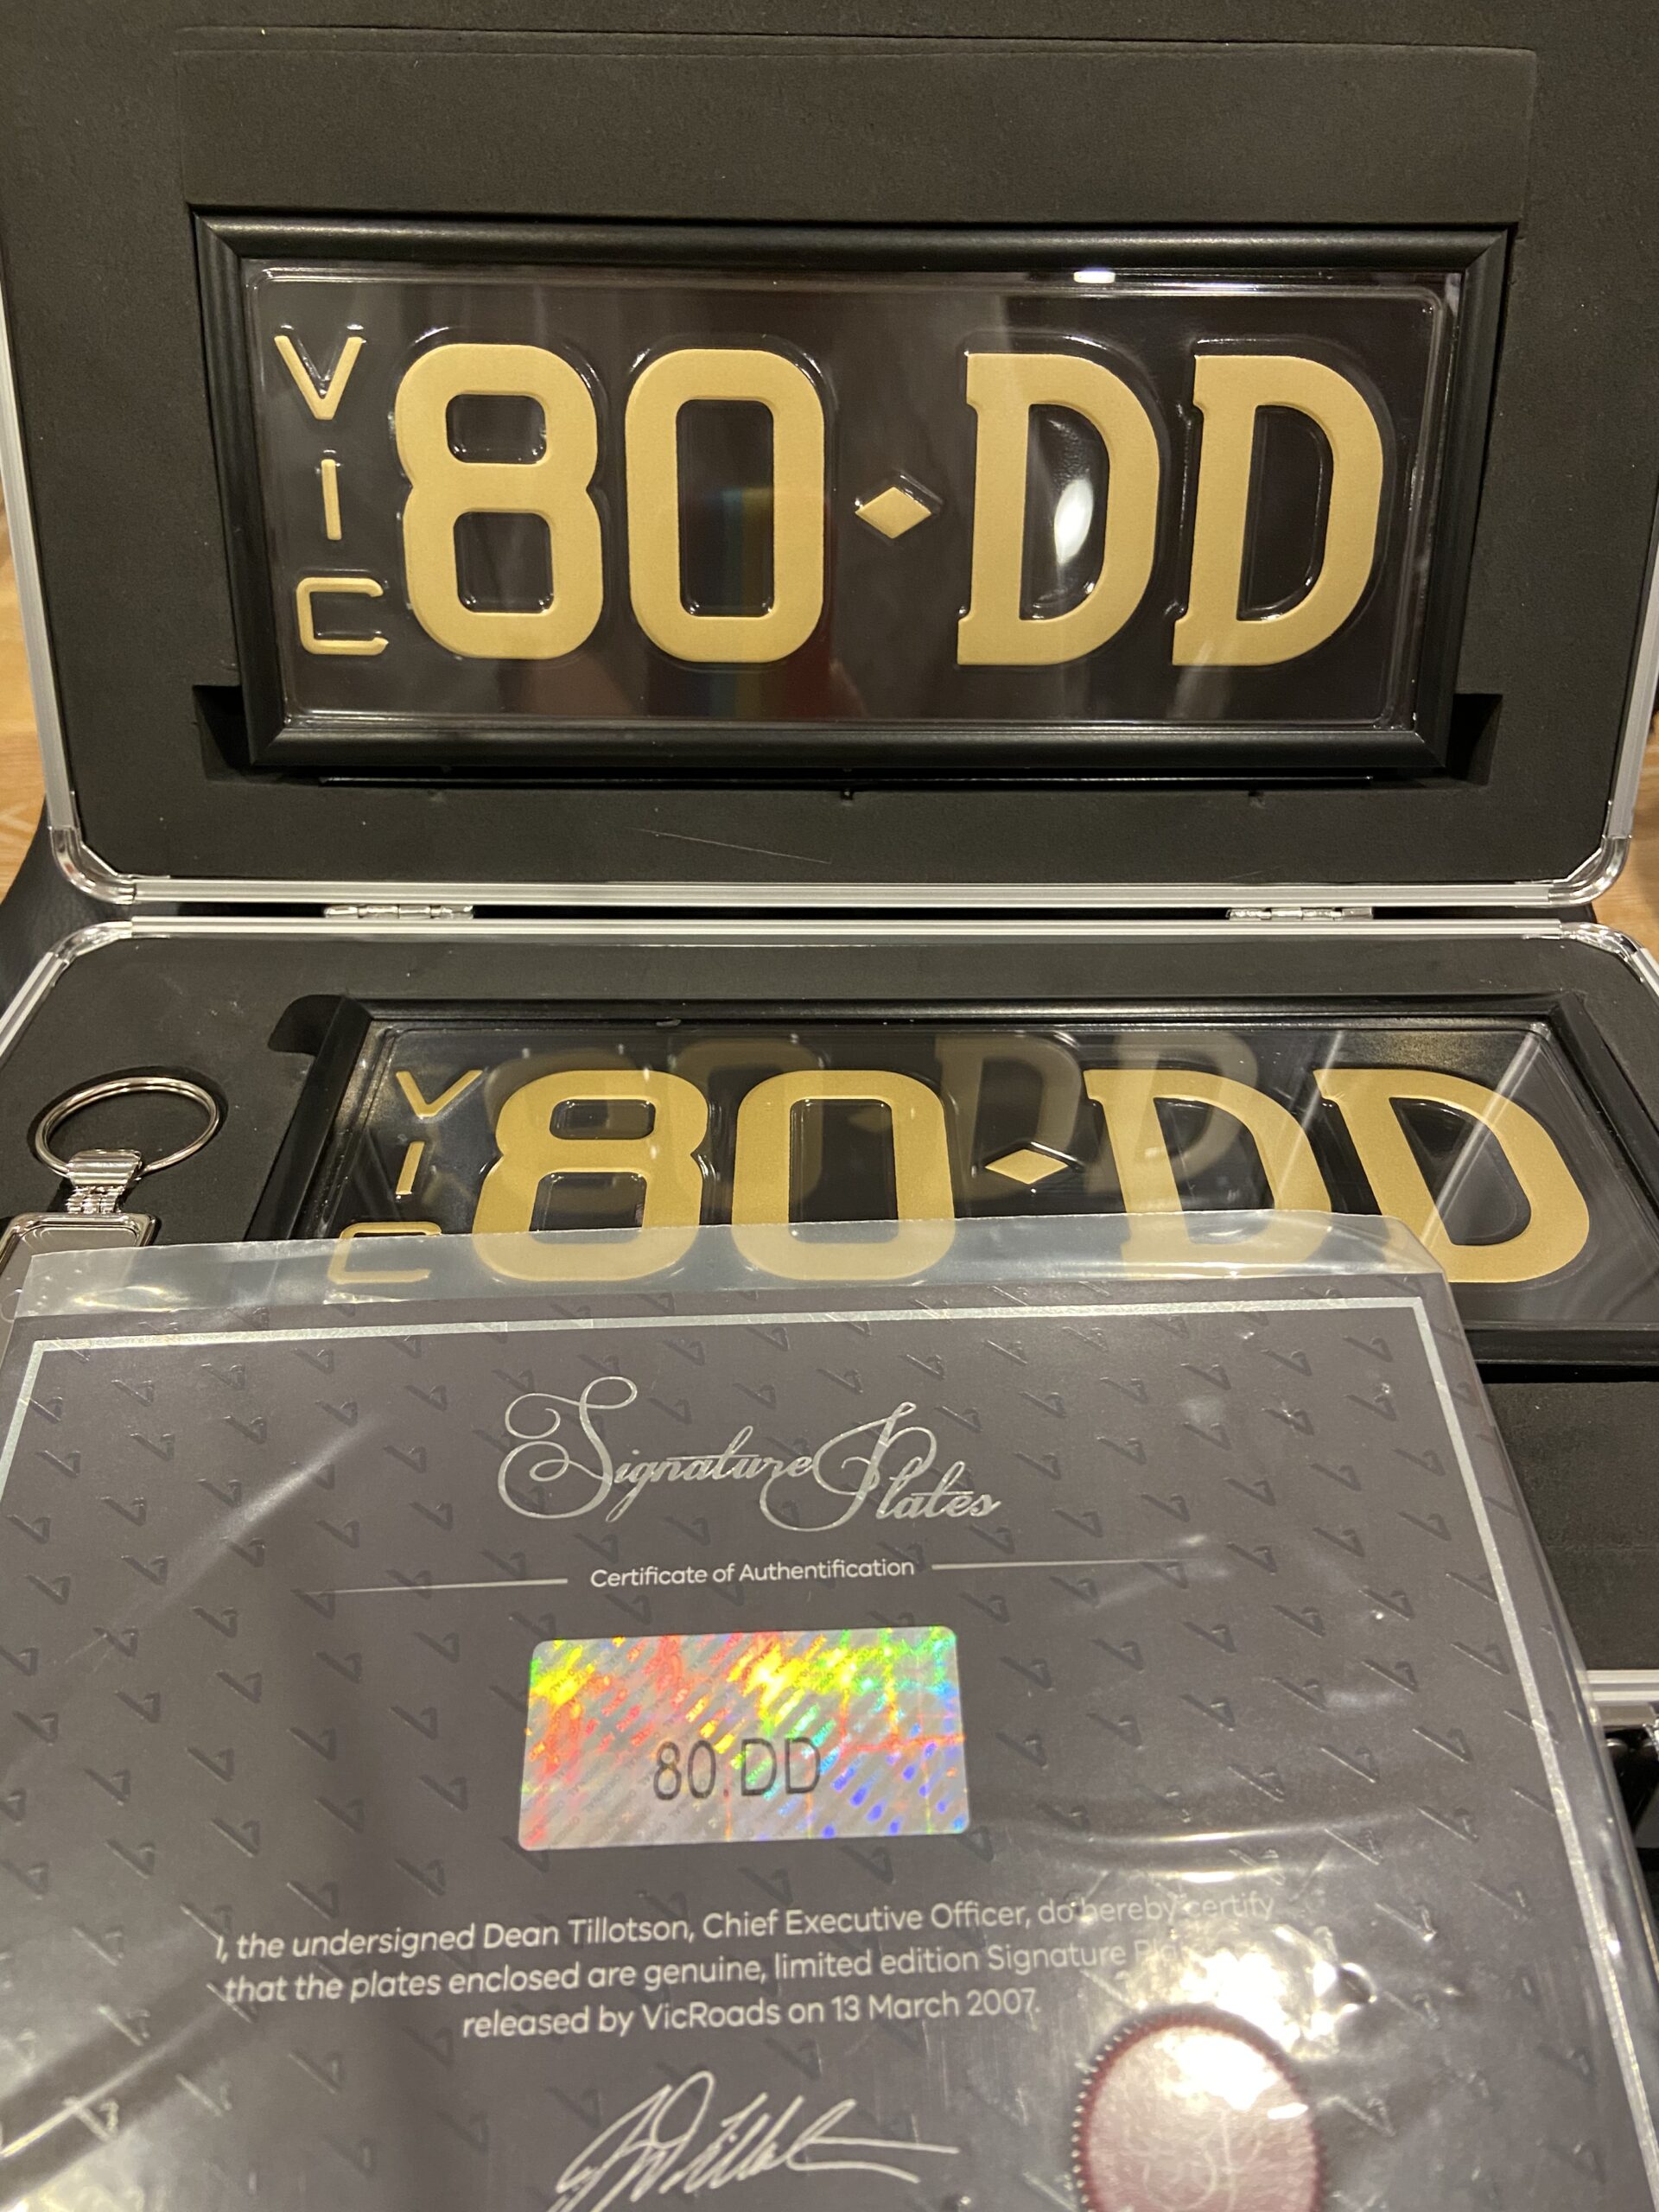 VIC 80♦DD
VIC 80♦DD
Signature Plates
Certificate of Authentification
80.DD
I, the undersigned Dean Tillotson, Chief Executive Officer, do hereby certify
that the plates enclosed are genuine, limited edition Signature
released by VicRoads on 13 March 2007.